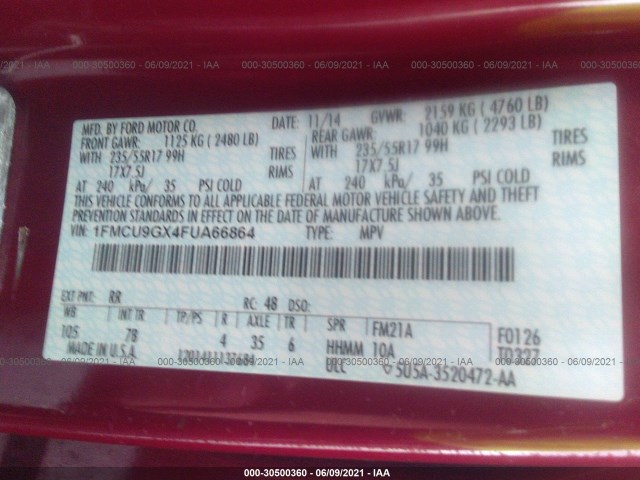 000-30500360 - 06/09/2021 - IAA
MFD. BY FORD MOTOR CO.
DATE: 11/14 GVWR: 2159 KG ( 4760 LB)
FRONT GAWR: 1125 KG ( 2480 LB) REAR GAWR: 1040 KG ( 2293 LB)
WITH 235/55R17 99H TIRES WITH 235/55R17 99H TIRES
17X7.5J RIMS 17X7.5J RIMS
AT 240 kPa/ 35 PSI COLD AT 240 kPa/ 35 PSI COLD
THIS VEHICLE CONFORMS TO ALL APPLICABLE FEDERAL MOTOR VEHICLE SAFETY AND THEFT
PREVENTION STANDARDS IN EFFECT ON THE DATE OF MANUFACTURE SHOWN ABOVE.
VIN: 1FMCU9GX4FUA66864 TYPE: MPV
EXT PNT: RR RC: 48 DSO:
WB INT TR TP/PS R AXLE TR SPR FM21A F0126
105 78 4 35 6 HHMM 10A
MADE IN U.S.A. ULC 5U5A-3520472-AA
000-30500360 - 06/09/2021 - IAA